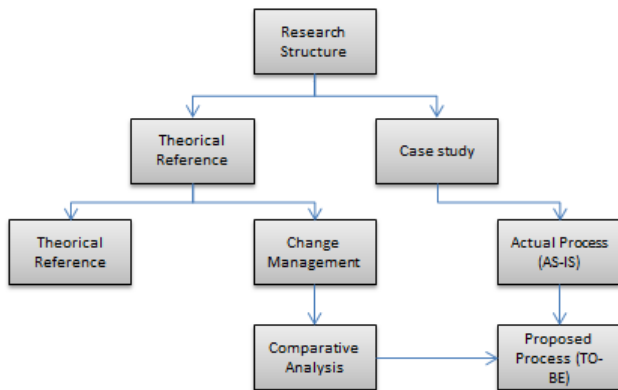 Research
Structure
Theorical
Reference
Case study
Theorical
Reference
Change
Management
Actual Process
(AS-IS)
Comparative
Analysis
Proposed
Process (TO-
BE)